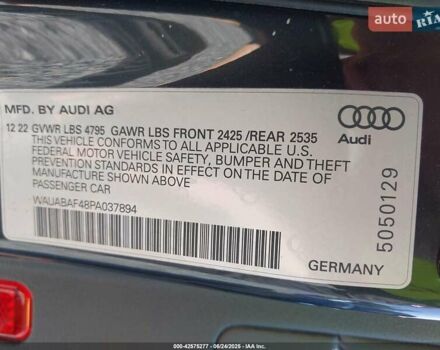 auto
RIA
MFD. BY AUDI AG
12 22 GVWR LBS 4795 GAWR LBS FRONT 2425 /REAR 2535
THIS VEHICLE CONFORMS TO ALL APPLICABLE U.S.
FEDERAL MOTOR VEHICLE SAFETY, BUMPER AND THEFT
PREVENTION STANDARDS IN EFFECT ON THE DATE OF
MANUFACTURE SHOWN ABOVE
PASSENGER CAR
WAUABAF48PA037894
Audi
5050129
GERMANY
000-42575277 - 06/24/2025 - IAA Inc.